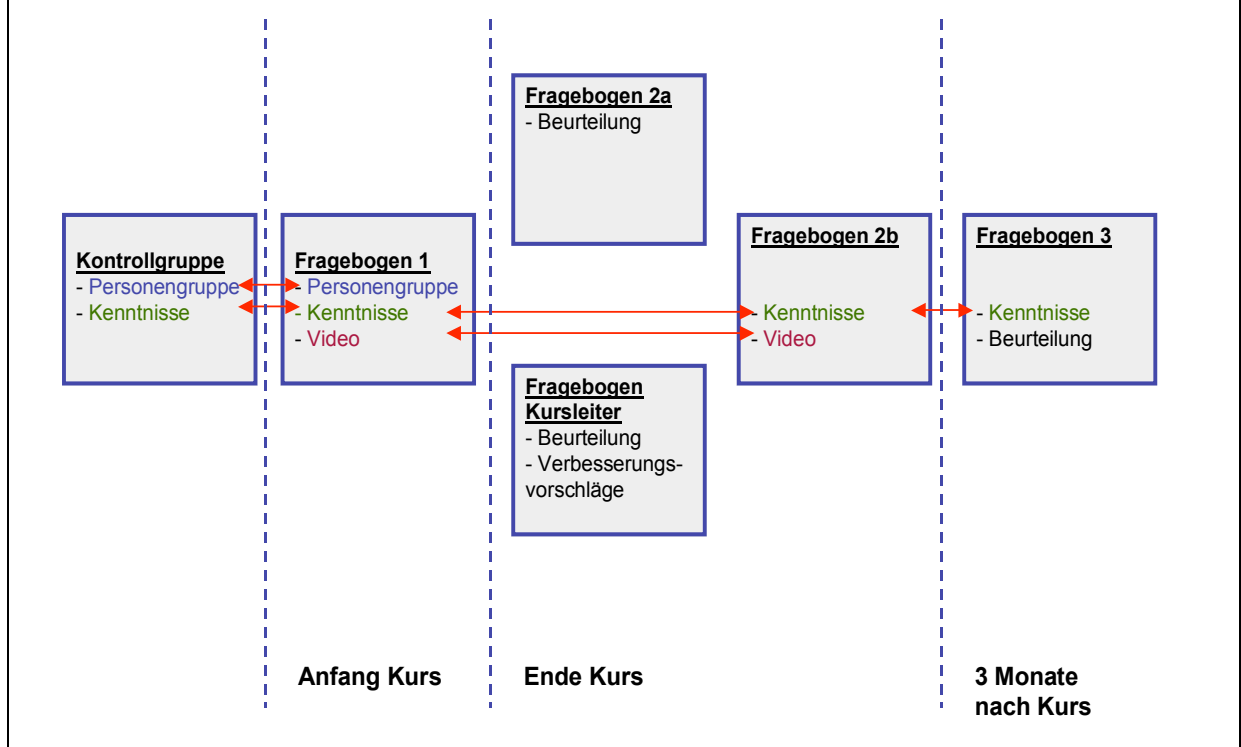 Fragebogen 2a
- Beurteilung
Kontrollgruppe
- Personengruppe
- Kenntnisse
Fragebogen 1
- Personengruppe
- Kenntnisse
- Video
Fragebogen 2b
- Kenntnisse
- Video
Fragebogen 3
- Kenntnisse
- Beurteilung
Fragebogen
Kursleiter
- Beurteilung
- Verbesserungs-
vorschläge
Anfang Kurs
Ende Kurs
3 Monate
nach Kurs